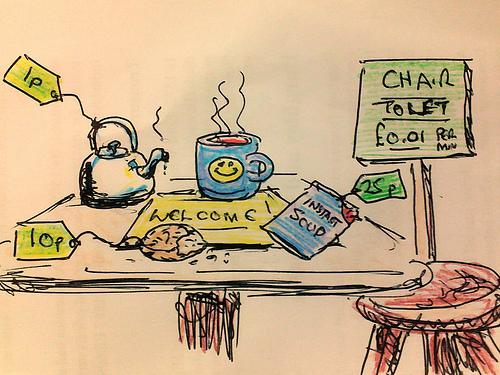 1p
CHAIR
TO LET
£0.01 PER
MIN
25p
WELCOME
INSTANT
SOUP
10p